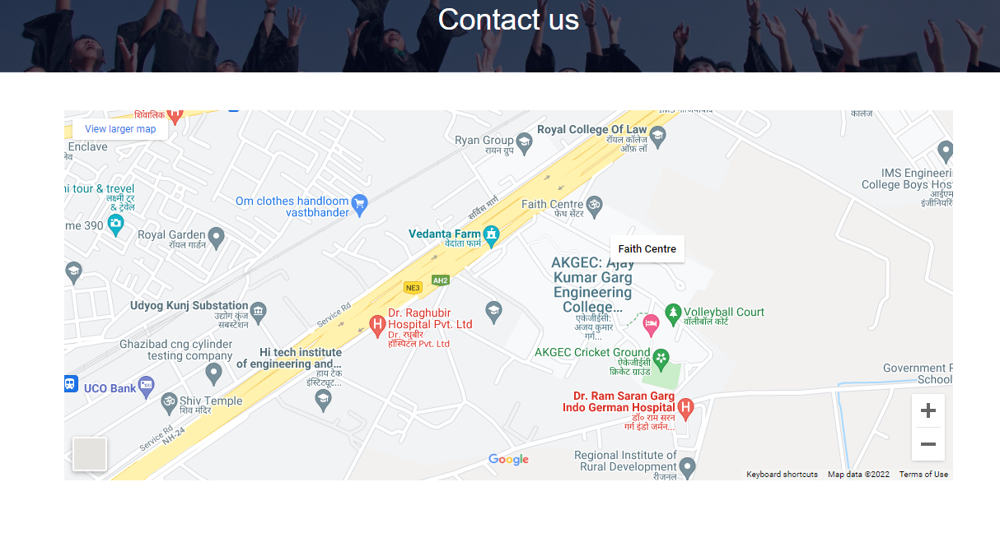 Contact us
शिवालिक
H
IMS गाजियाबाद
कॉलेज
View larger map
Enclave
Ryan Group
रायन ग्रुप
Royal College Of Law
रॉयल कॉलेज
ऑफ़ लॉ
IMS Engineeri
College Boys Hos
आईएम
इंजीनियरिं
ni tour & trevel
लक्ष्मी टूर
& ट्रेवेल
me 390
Om clothes handloom
vastbhander
सर्विस मार्ग
Faith Centre
फेथ सेंटर
Royal Garden
रॉयल गार्डन
Vedanta Farm
वेदांता फार्म
Faith Centre
AKGEC: Ajay
Kumar Garg
Engineering
College...
एकेजीईसी:
अजय कुमार
गर्ग...
NE3
AH2
Udyog Kunj Substation
उद्योग कुंज
सबस्टेशन
Service Rd
H
Dr. Raghubir
Hospital Pvt. Ltd
Dr. रघुबीर
हॉस्पिटल Pvt. Ltd
Volleyball Court
वॉलीबॉल कोर्ट
Ghazibad cng cylinder
testing company
Hi tech institute
of engineering and...
हाय टेक
इंस्टिट्यूट...
AKGEC Cricket Ground
ऐकेजीईसी
क्रिकेट ग्राउंड
Government
School
UCO Bank
Shiv Temple
शिव मंदिर
Dr. Ram Saran Garg
Indo German Hospital
डॉ० राम सरन
गर्ग इंडो जर्मन...
H
Service Rd
NH-24
Google
Regional Institute of
Rural Development
रीजनल
Keyboard shortcuts
Map data ©2022
Terms of Use